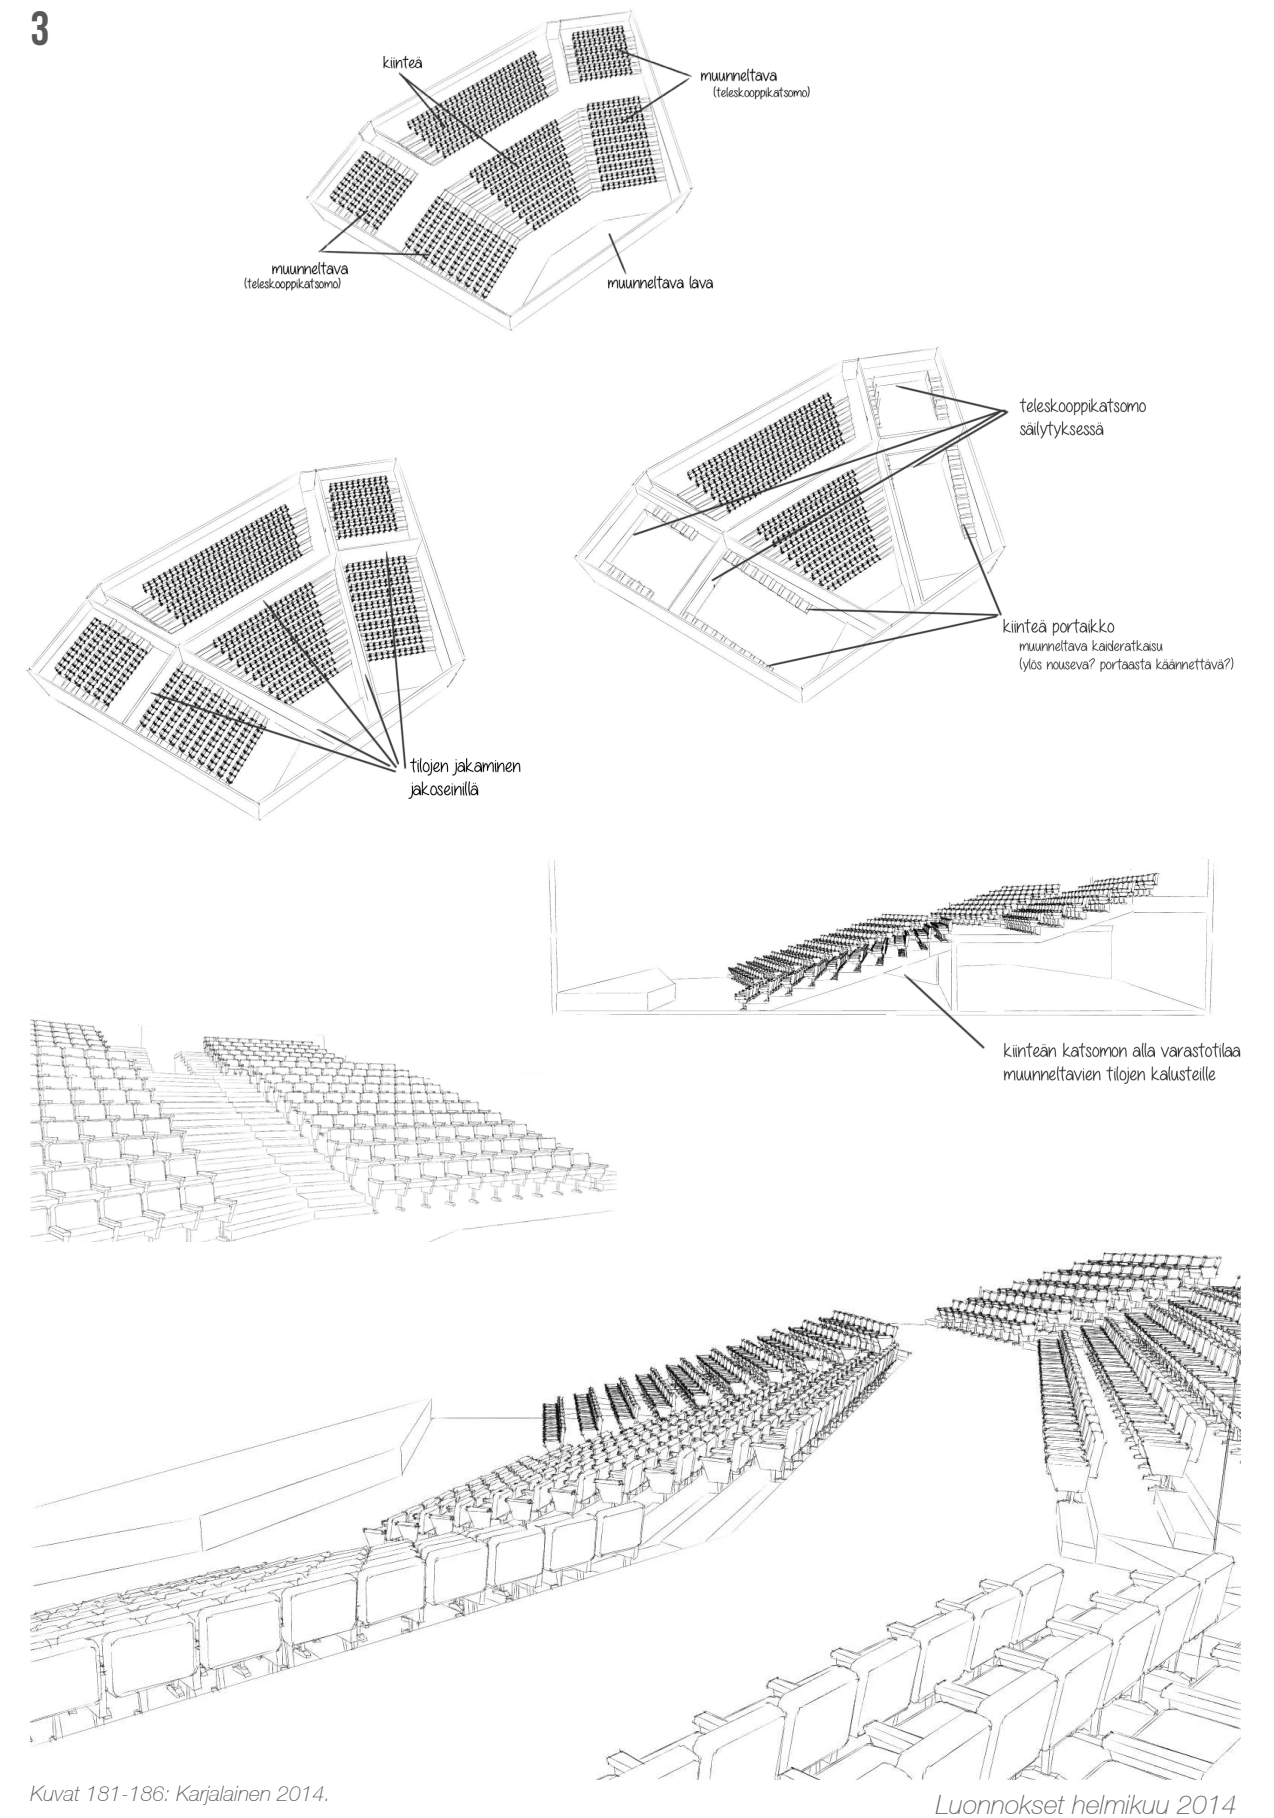 3
kiinteä
muunneltava
(teleskooppikatsomo)
muunneltava
(teleskooppikatsomo)
muunneltava lava
teleskooppikatsomo
säilytyksessä
kiinteä portaikko
muunneltava kaideratkaisu
(ylös nouseva? portaasta käännettävä?)
tilojen jakaminen
jakoseinillä
kiinteän katsomon alla varastotilaa
muunneltavien tilojen kalusteille
Kuvat 181-186: Karjalainen 2014.
Luonnokset helmikuu 2014